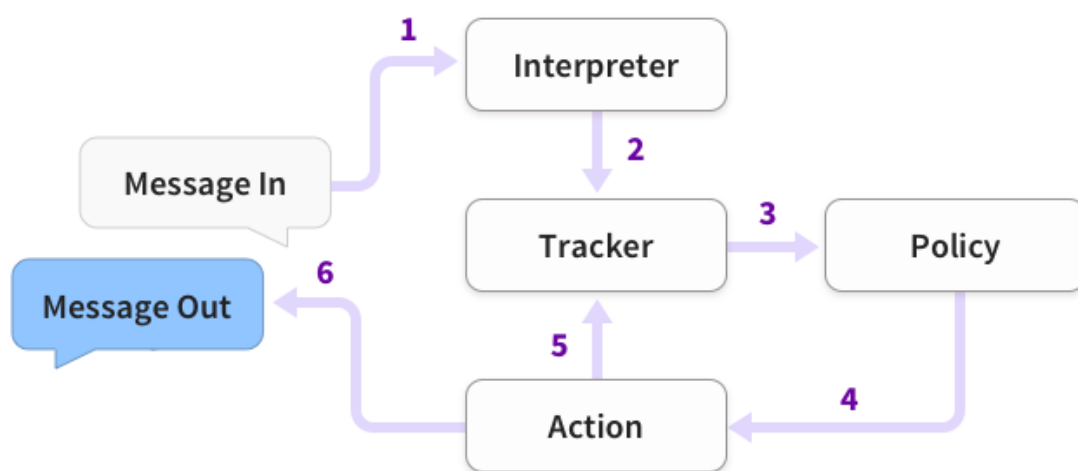 1
Interpreter
2
Message In
3
Tracker
Policy
6
Message Out
5
4
Action